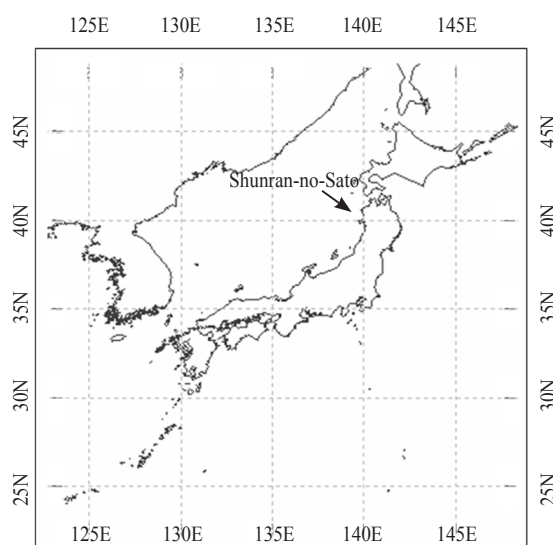 125E 130E 135E 140E 145E
45N 45N
Shunran-no-Sato
40N 40N
35N 35N
30N 30N
25N 25N
125E 130E 135E 140E 145E